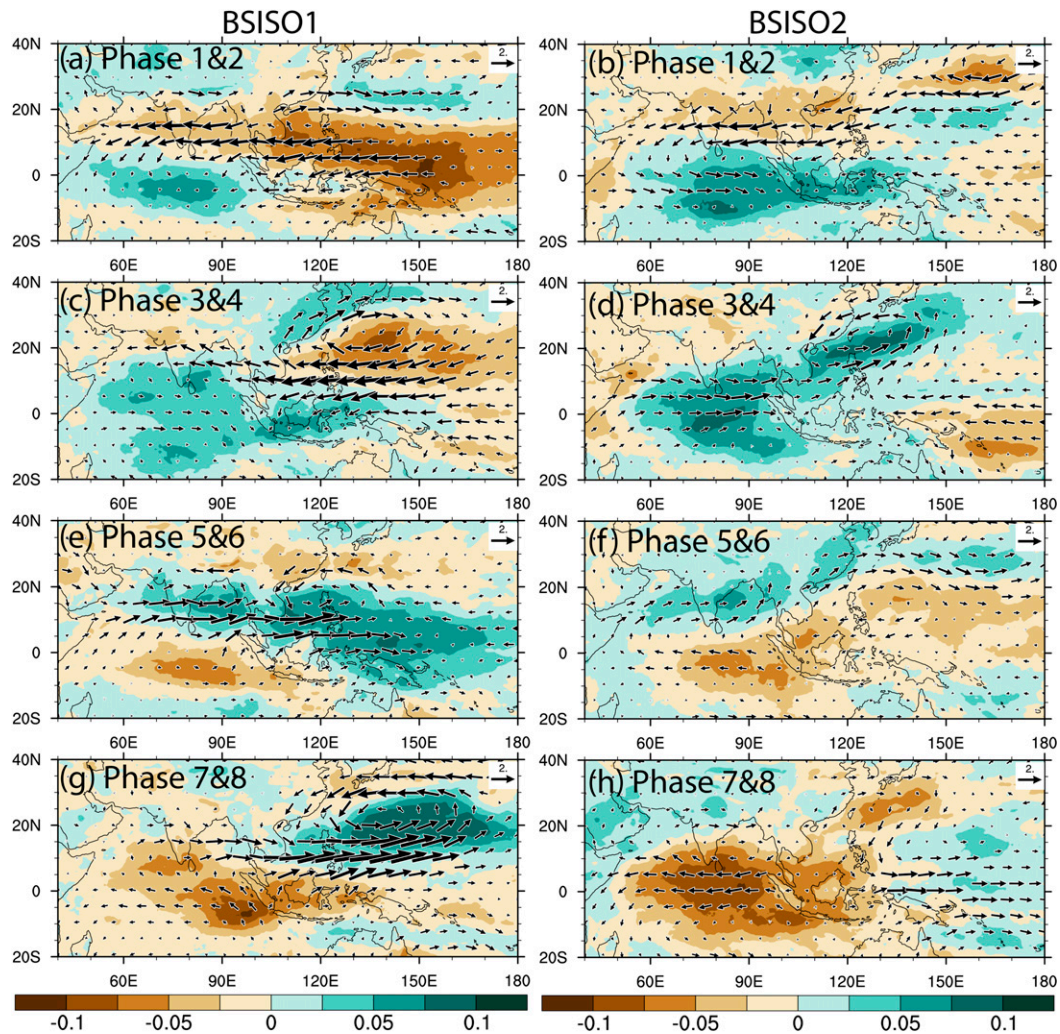 BSISO1 BSISO2
40N (a) Phase 1&2 2. 40N (b) Phase 1&2 2.
20N 20N
0 0
20S 20S
60E 90E 120E 150E 180 60E 90E 120E 150E 180
40N (c) Phase 3&4 2. 40N (d) Phase 3&4 2.
20N 20N
0 0
20S 20S
60E 90E 120E 150E 180 60E 90E 120E 150E 180
40N (e) Phase 5&6 2. 40N (f) Phase 5&6 2.
20N 20N
0 0
20S 20S
60E 90E 120E 150E 180 60E 90E 120E 150E 180
40N (g) Phase 7&8 2. 40N (h) Phase 7&8 2.
20N 20N
0 0
20S 20S
60E 90E 120E 150E 180 60E 90E 120E 150E 180
-0.1 -0.05 0 0.05 0.1 -0.1 -0.05 0 0.05 0.1